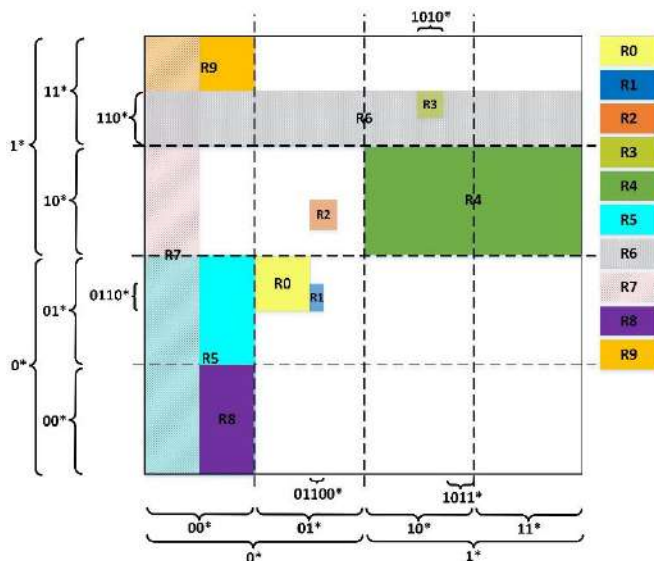 1010*
R0
R9
11*
R1
110*
R3
R6
R2
1*
R3
10*
R4
R2
R4
R5
R7
R6
0110*
R0
R1
01*
R7
0*
R5
R8
00*
R8
R9
01100*
1011*
00*
01*
10*
11*
0*
1*